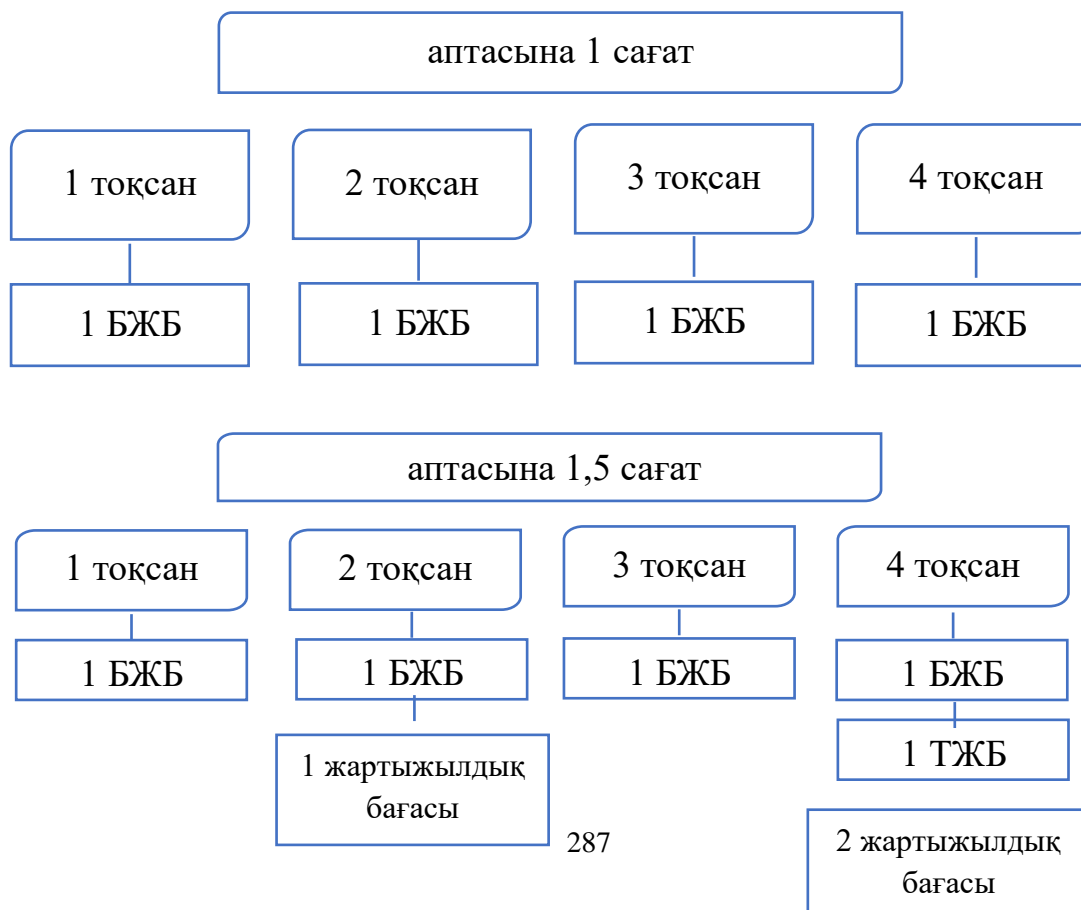 аптасына 1 сағат
1 тоқсан
2 тоқсан
3 тоқсан
4 тоқсан
1 БЖБ
1 БЖБ
1 БЖБ
1 БЖБ
аптасына 1,5 сағат
1 тоқсан
2 тоқсан
3 тоқсан
4 тоқсан
1 БЖБ
1 БЖБ
1 БЖБ
1 БЖБ
1 ТЖБ
1 жартыжылдық
бағасы
287
2 жартыжылдық
бағасы